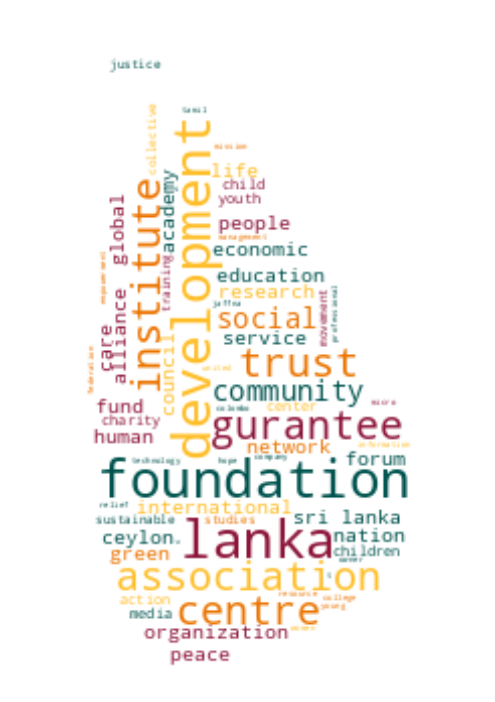 justice
collective
tamil
development
mission
life
institute
academy
child
youth
global
people
management
economic
training
empowerment
education
research
jaffna
movement
professional
alliance
social
service
care
council
trust
federation
united
community
fund
colombo
center
micro
charity
gurantee
human
network
information
foundation
technology
hope
company
forum
relief
international
sustainable
studies
sri lanka
ceylon
lanka
nation
green
children
association
action
centre
resource
college
young
media
women
organization
peace